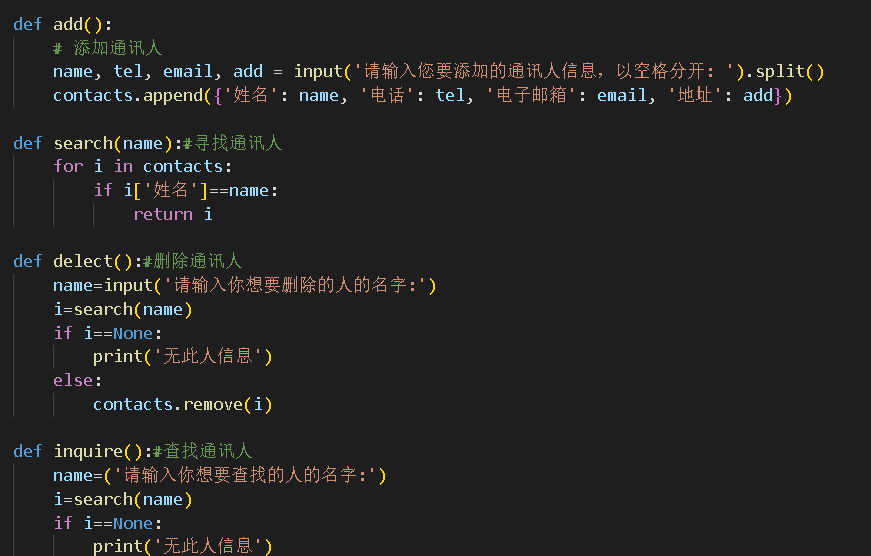 def add():
    # 添加通讯人
    name, tel, email, add = input('请输入您要添加的通讯人信息，以空格分开: ').split()
    contacts.append({'姓名': name, '电话': tel, '电子邮箱': email, '地址': add})
def search(name):#寻找通讯人
    for i in contacts:
        if i['姓名']==name:
            return i
def delect():#删除通讯人
    name=input('请输入你想要删除的人的名字:')
    i=search(name)
    if i==None:
        print('无此人信息')
    else:
        contacts.remove(i)
def inquire():#查找通讯人
    name=('请输入你想要查找的人的名字:')
    i=search(name)
    if i==None:
        print('无此人信息')